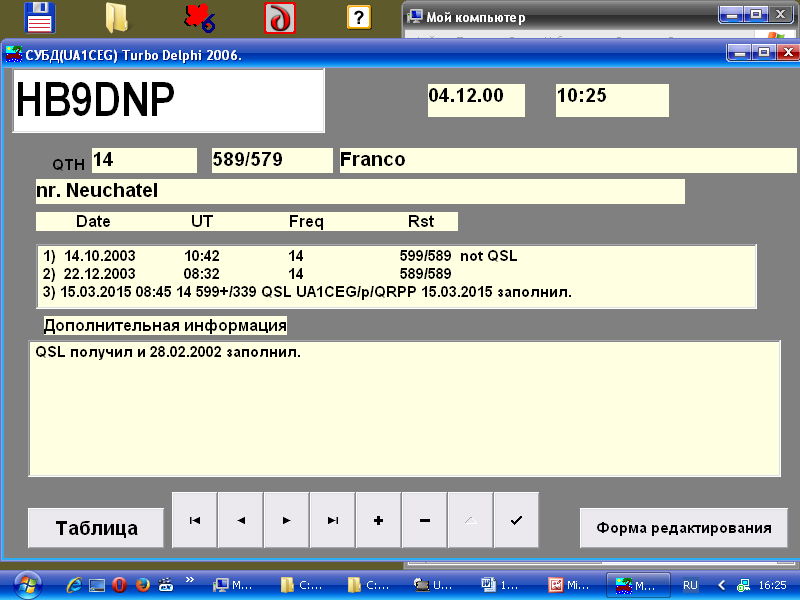 6
?
Мой компьютер
СУБД(UA1CEG) Turbo Delphi 2006.
HB9DNP
04.12.00 10:25
QTH 14 589/579 Franco
nr. Neuchatel
Date UT Freq Rst
1) 14.10.2003 10:42 14 599/589 not QSL
2) 22.12.2003 08:32 14 589/589
3) 15.03.2015 08:45 14 599+/339 QSL UA1CEG/p/QRPP 15.03.2015 заполнил.
Дополнительная информация
QSL получил и 28.02.2002 заполнил.
Таблица
Форма редактирования
M... C:... C:... U... 1... Mi... M... RU 16:25